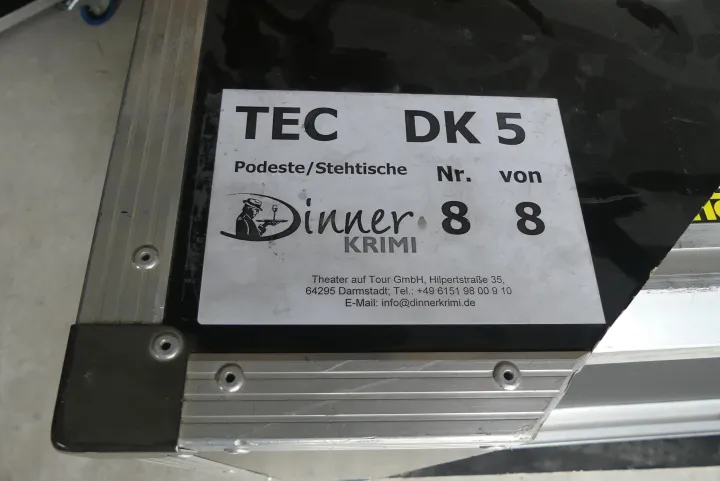 TEC DK 5
Podeste/Stehtische Nr. von
Dinner 8 8
KRIMI
Theater auf Tour GmbH, Hilpertstraße 35,
64295 Darmstadt; Tel.: +49 6151 98 00 9 10
E-Mail: info@dinnerkrimi.de